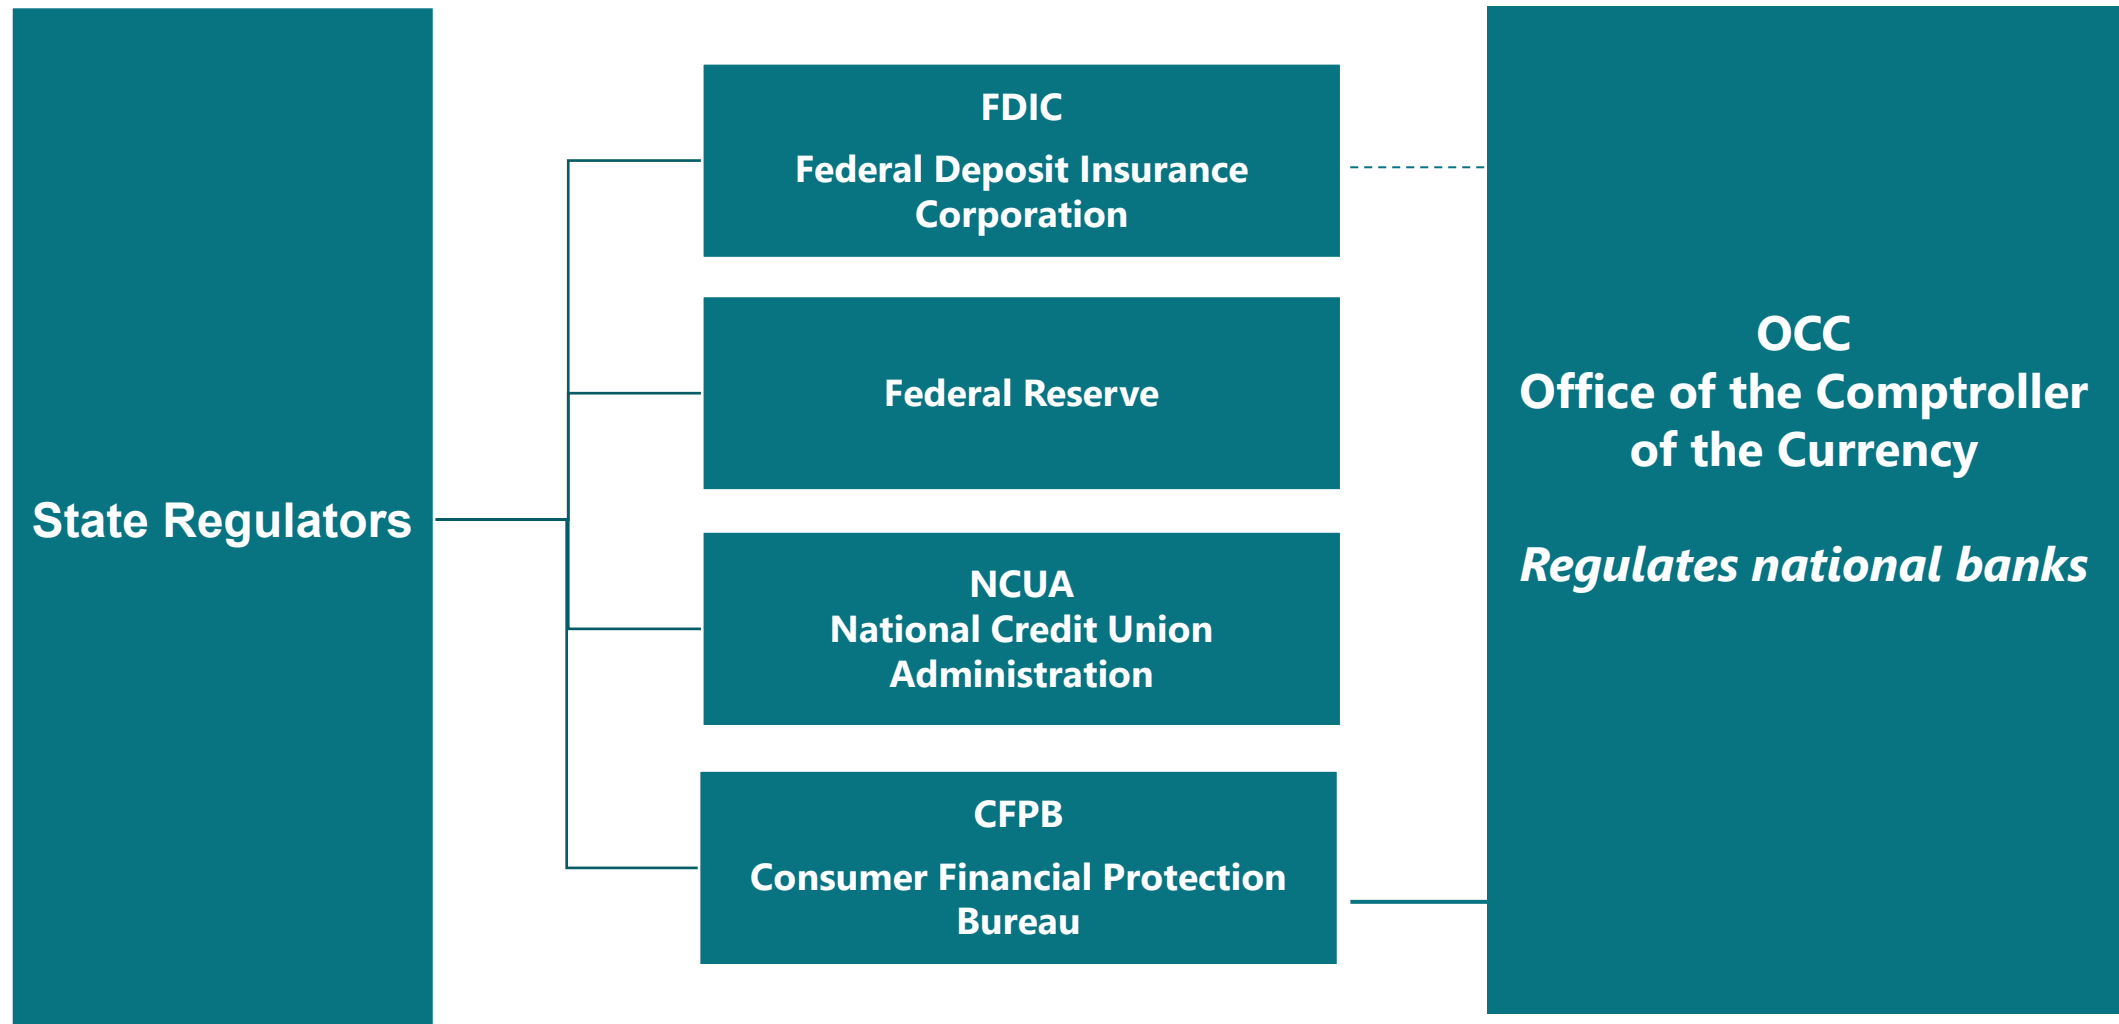 State Regulators
FDIC
Federal Deposit Insurance
Corporation
Federal Reserve
NCUA
National Credit Union
Administration
CFPB
Consumer Financial Protection
Bureau
OCC
Office of the Comptroller
of the Currency
Regulates national banks